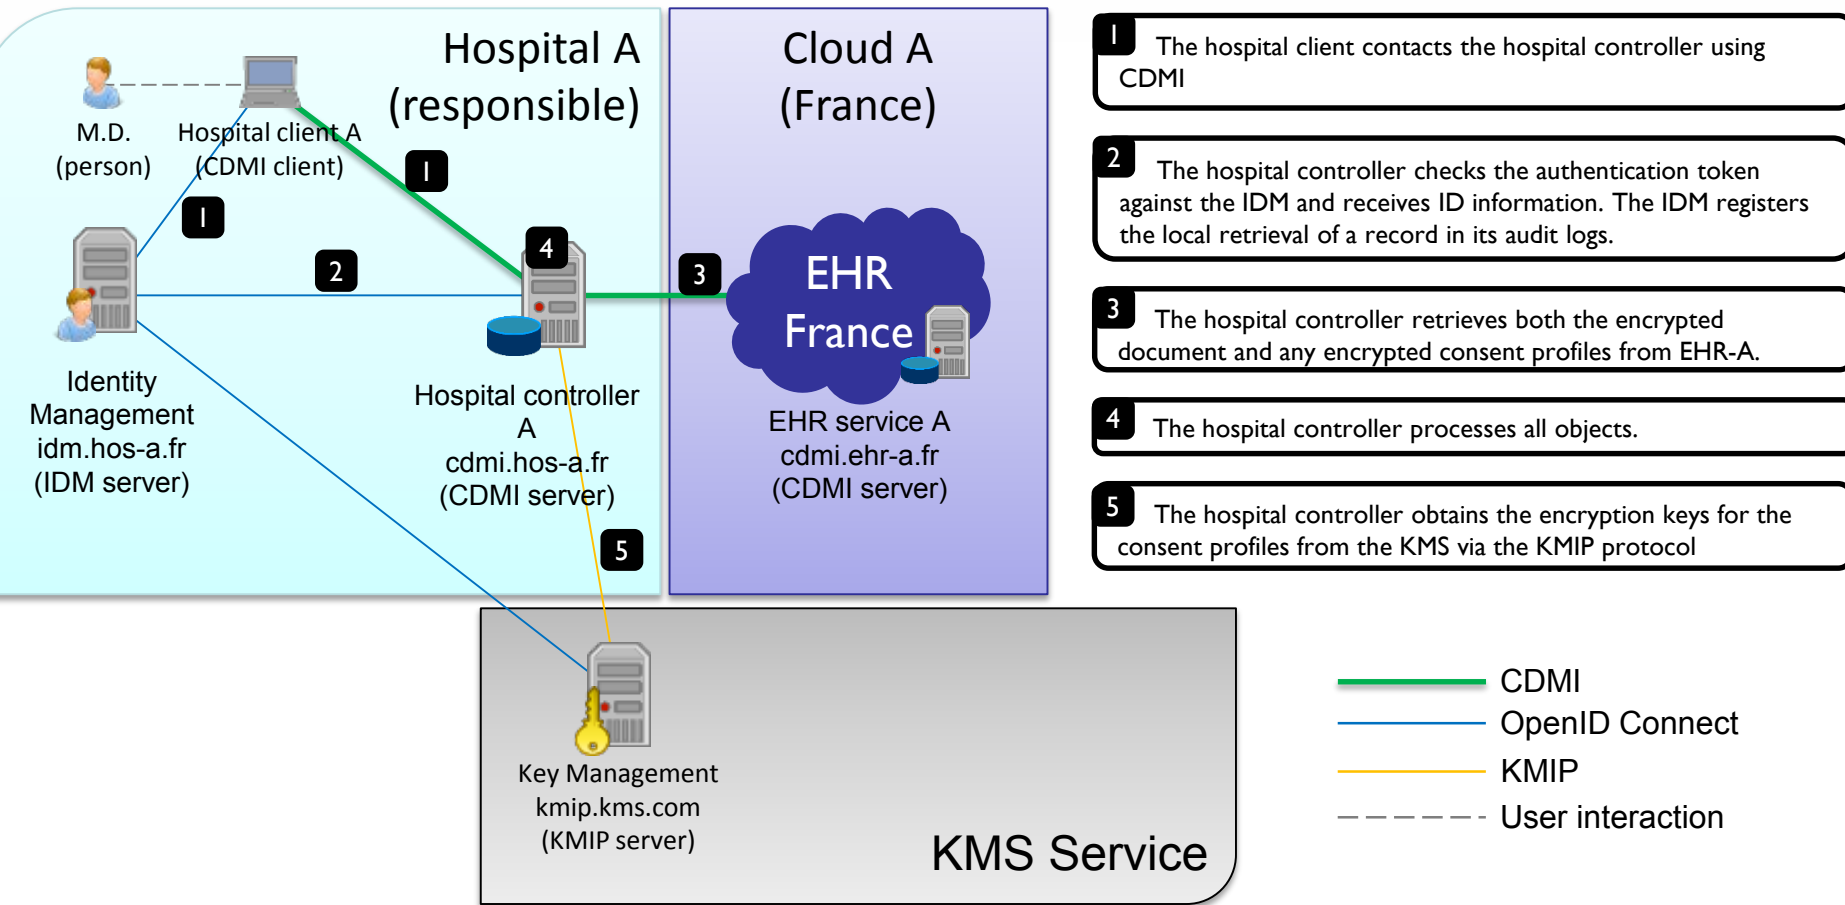 Hospital A
(responsible)
Cloud A
(France)
M.D.
(person)
Hospital client A
(CDMI client)
1
1
2
4
3
EHR
France
Identity
Management
idm.hos-a.fr
(IDM server)
Hospital controller
A
cdmi.hos-a.fr
(CDMI server)
EHR service A
cdmi.ehr-a.fr
(CDMI server)
5
Key Management
kmip.kms.com
(KMIP server)
KMS Service
1 The hospital client contacts the hospital controller using
CDMI
2 The hospital controller checks the authentication token
against the IDM and receives ID information. The IDM registers
the local retrieval of a record in its audit logs.
3 The hospital controller retrieves both the encrypted
document and any encrypted consent profiles from EHR-A.
4 The hospital controller processes all objects.
5 The hospital controller obtains the encryption keys for the
consent profiles from the KMS via the KMIP protocol
CDMI
OpenID Connect
KMIP
User interaction